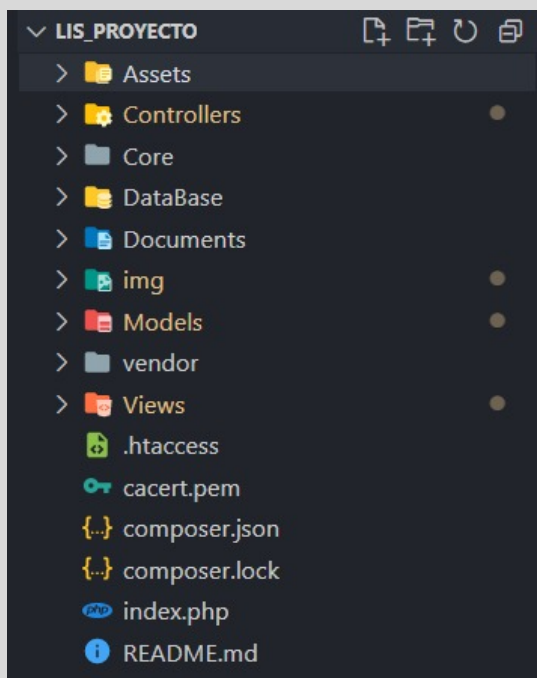 LIS_PROYECTO
Assets
Controllers
Core
DataBase
Documents
img
Models
vendor
Views
.htaccess
cacert.pem
{...} composer.json
{...} composer.lock
php index.php
README.md